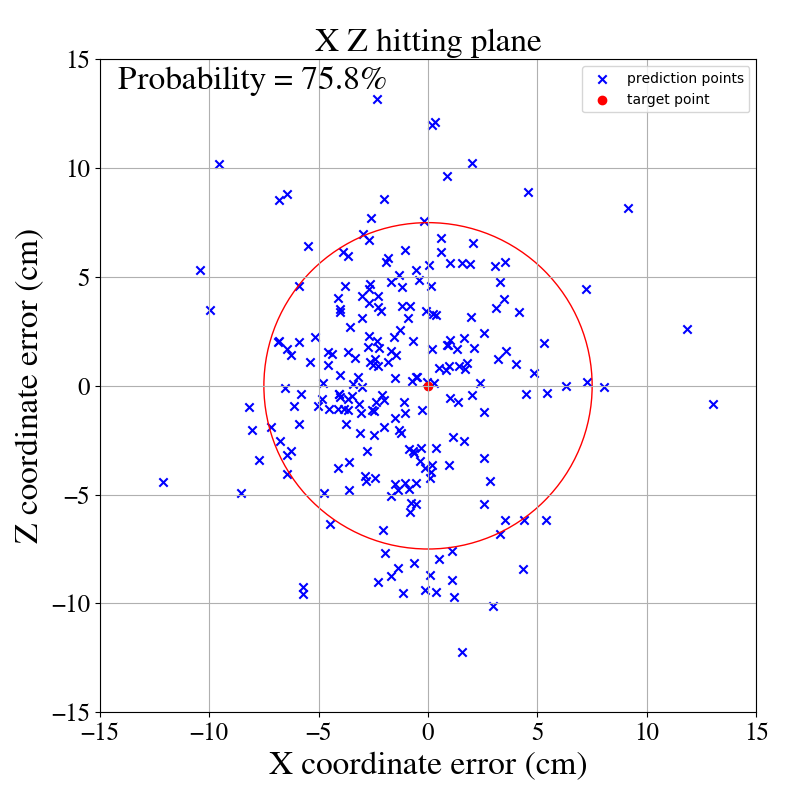 X Z hitting plane
Probability = 75.8%
prediction points
target point
Z coordinate error (cm)
15
10
5
0
−5
−10
−15
−15 −10 −5 0 5 10 15
X coordinate error (cm)